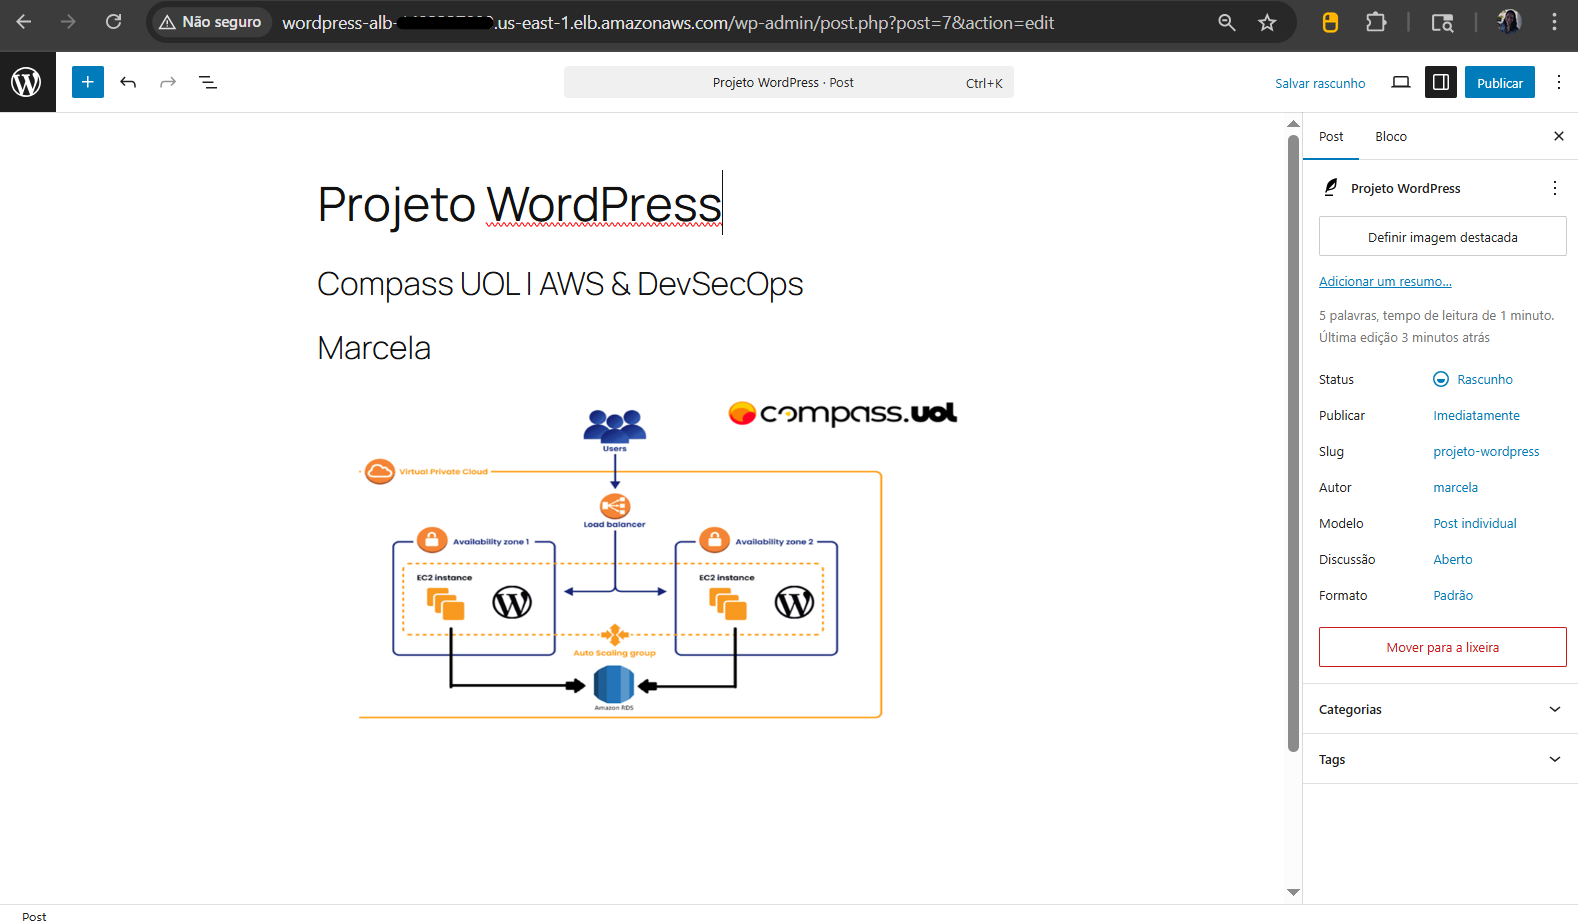 Não seguro
wordpress-alb-
.us-east-1.elb.amazonaws.com/wp-admin/post.php?post=7&action=edit
Projeto WordPress · Post
Ctrl+K
Salvar rascunho
Publicar
Projeto WordPress
Compass UOL | AWS & DevSecOps
Marcela
compass.uol
Users
Virtual Private Cloud
Load balancer
Availability zone 1
Availability zone 2
EC2 instance
EC2 instance
Auto Scaling group
Amazon RDS
Post
Bloco
Projeto WordPress
Definir imagem destacada
Adicionar um resumo...
5 palavras, tempo de leitura de 1 minuto.
Última edição 3 minutos atrás
Status
Rascunho
Publicar
Imediatamente
Slug
projeto-wordpress
Autor
marcela
Modelo
Post individual
Discussão
Aberto
Formato
Padrão
Mover para a lixeira
Categorias
Tags
Post